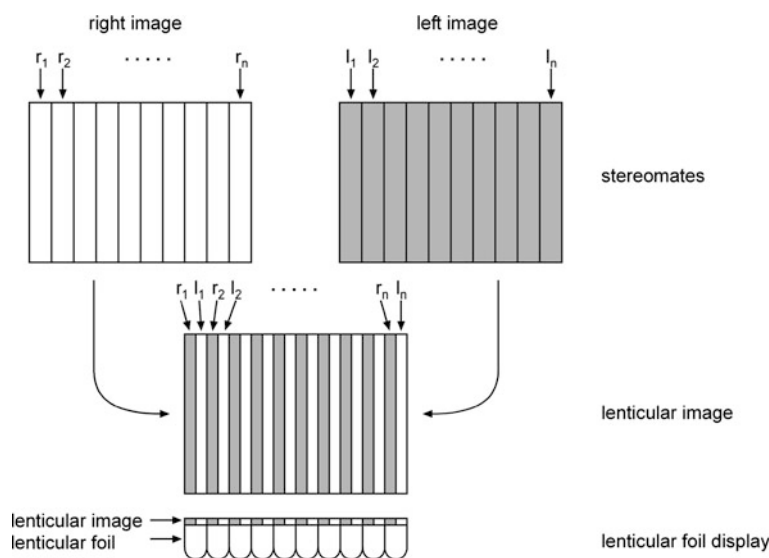 right image
left image
r1 r2 ..... rn
l1 l2 ..... ln
stereomates
r1 l1 r2 l2 ..... rn ln
lenticular image
lenticular image
lenticular foil
lenticular foil display